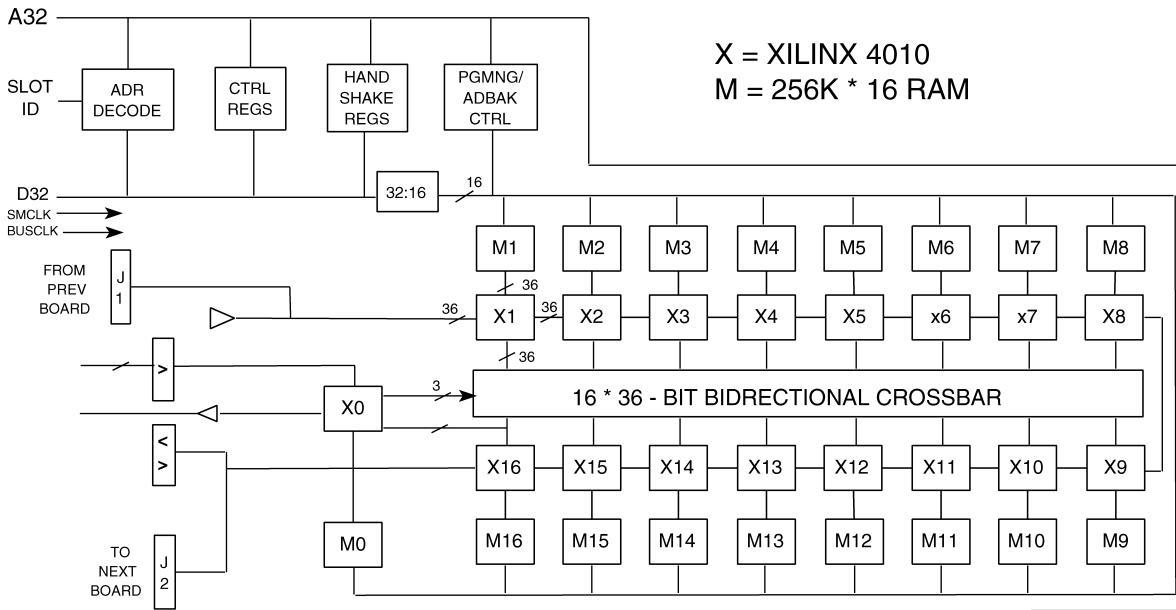 A32
X = XILINX 4010
M = 256K * 16 RAM
SLOT
ID
ADR
DECODE
CTRL
REGS
HAND
SHAKE
REGS
PGMNG/
ADBAK
CTRL
D32
32:16
16
SMCLK
BUSCLK
M1 M2 M3 M4 M5 M6 M7 M8
FROM
PREV
BOARD
J
1
36
36
36
X1 X2 X3 X4 X5 x6 x7 X8
36
>
3
X0
16 * 36 - BIT BIDRECTIONAL CROSSBAR
<
>
X16 X15 X14 X13 X12 X11 X10 X9
M0
M16 M15 M14 M13 M12 M11 M10 M9
TO
NEXT
BOARD
J
2